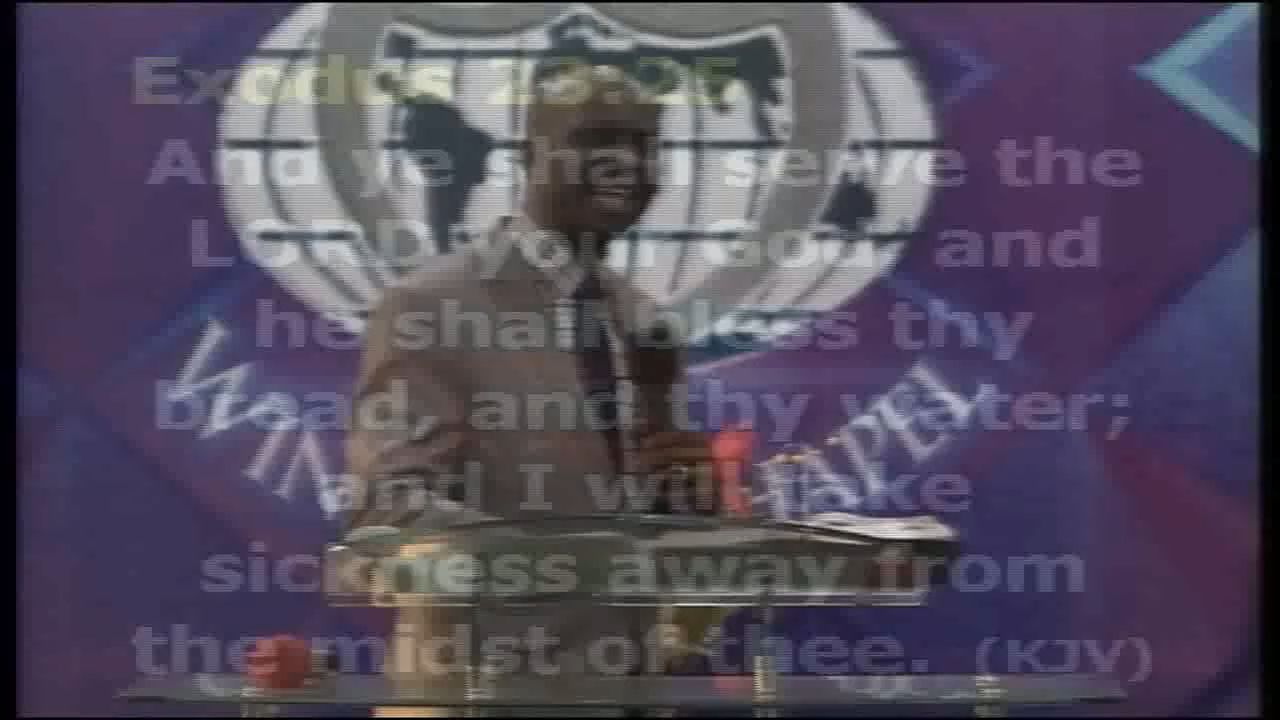 Exodus 23:25
And ye shall serve the
LORD your God, and
he shall bless thy
bread, and thy water;
and I will take
sickness away from
the midst of thee. (KJV)
WIN